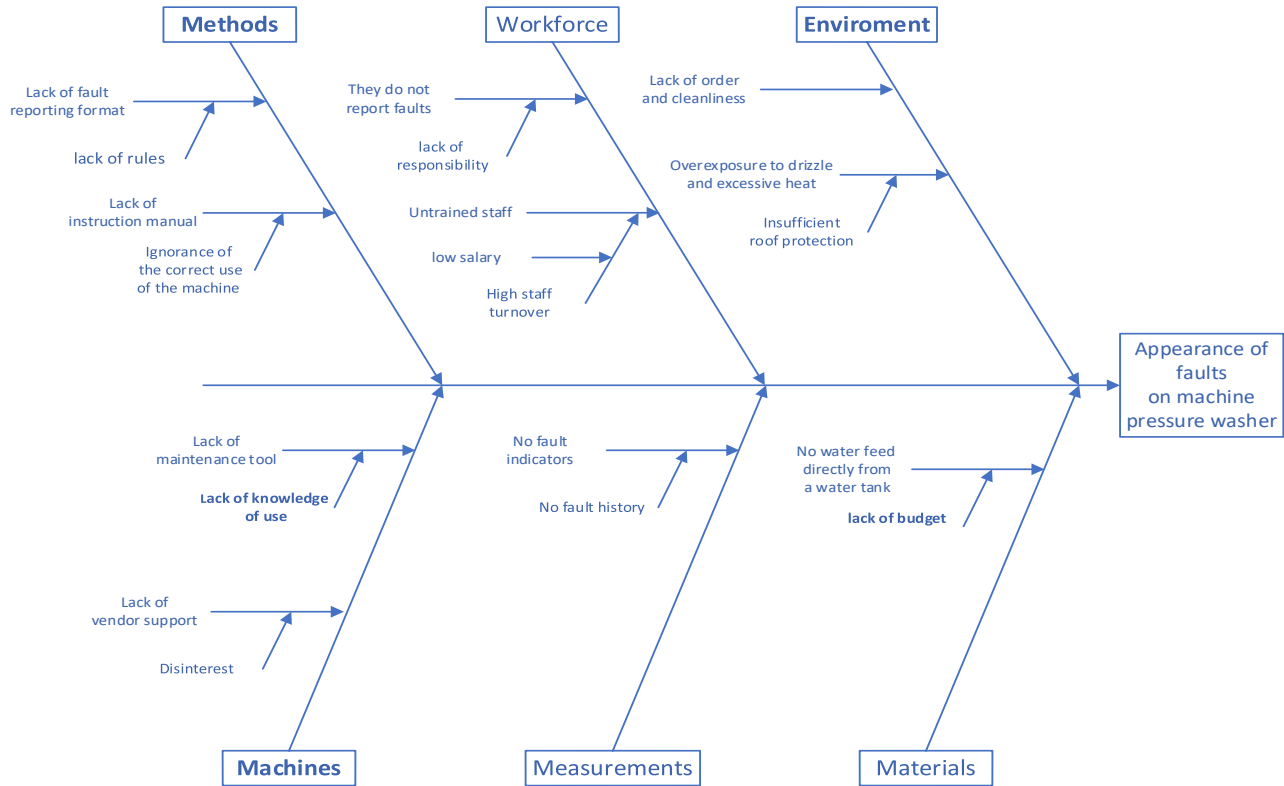 Methods
Workforce
Enviroment
Lack of fault
reporting format
lack of rules
Lack of
instruction manual
Ignorance of
the correct use
of the machine
They do not
report faults
lack of
responsibility
Untrained staff
low salary
High staff
turnover
Lack of order
and cleanliness
Overexposure to drizzle
and excessive heat
Insufficient
roof protection
Appearance of
faults
on machine
pressure washer
Lack of
maintenance tool
Lack of knowledge
of use
Lack of
vendor support
Disinterest
No fault
indicators
No fault history
No water feed
directly from
a water tank
lack of budget
Machines
Measurements
Materials